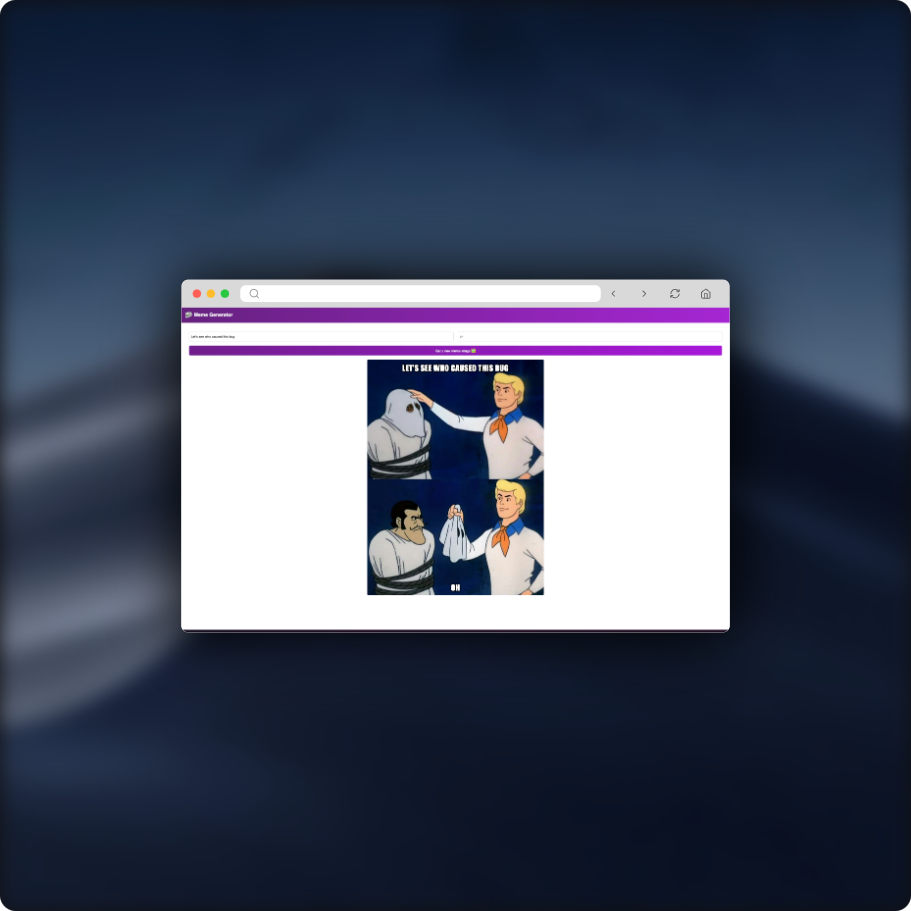 Meme Generator
Let's see who caused this bug
Get a new meme image
LET'S SEE WHO CAUSED THIS BUG
OH